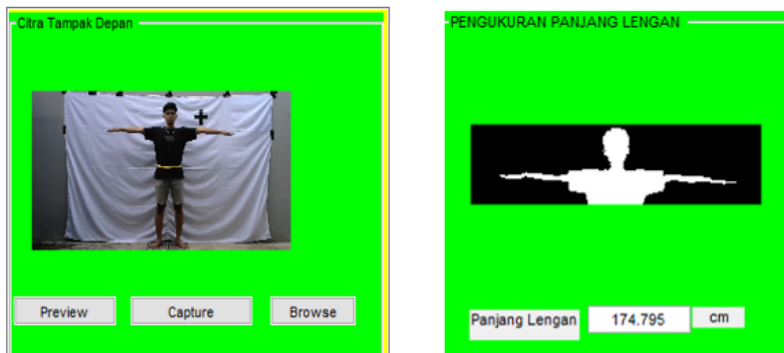 Citra Tampak Depan
Preview
Capture
Browse
PENGUKURAN PANJANG LENGAN
Panjang Lengan
174.795
cm